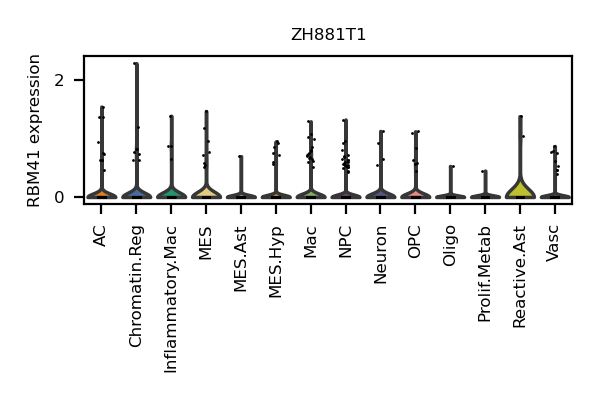 ZH881T1
RBM41 expression
2
0
AC
Chromatin.Reg
Inflammatory.Mac
MES
MES.Ast
MES.Hyp
Mac
NPC
Neuron
OPC
Oligo
Prolif.Metab
Reactive.Ast
Vasc